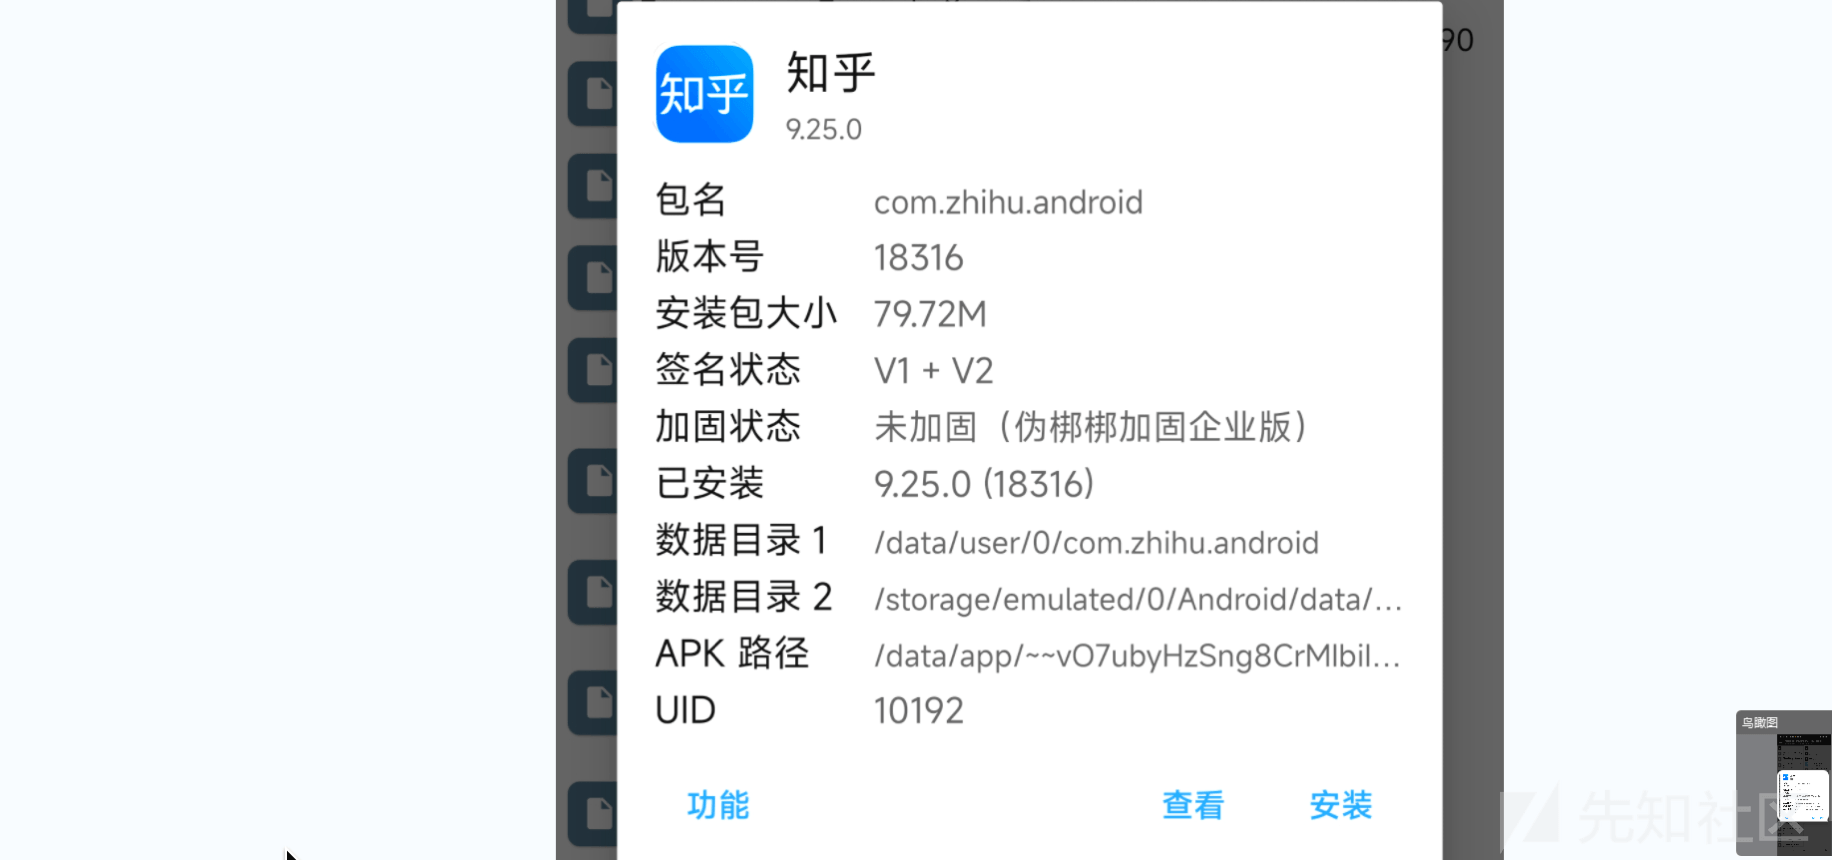 90
知乎
知乎
9.25.0
包名 com.zhihu.android
版本号 18316
安装包大小 79.72M
签名状态 V1 + V2
加固状态 未加固（伪梆梆加固企业版）
已安装 9.25.0 (18316)
数据目录 1 /data/user/0/com.zhihu.android
数据目录 2 /storage/emulated/0/Android/data/...
APK 路径 /data/app/~~vO7ubyHzSng8CrMIbil...
UID 10192
功能 查看 安装
鸟瞰图
先知社区